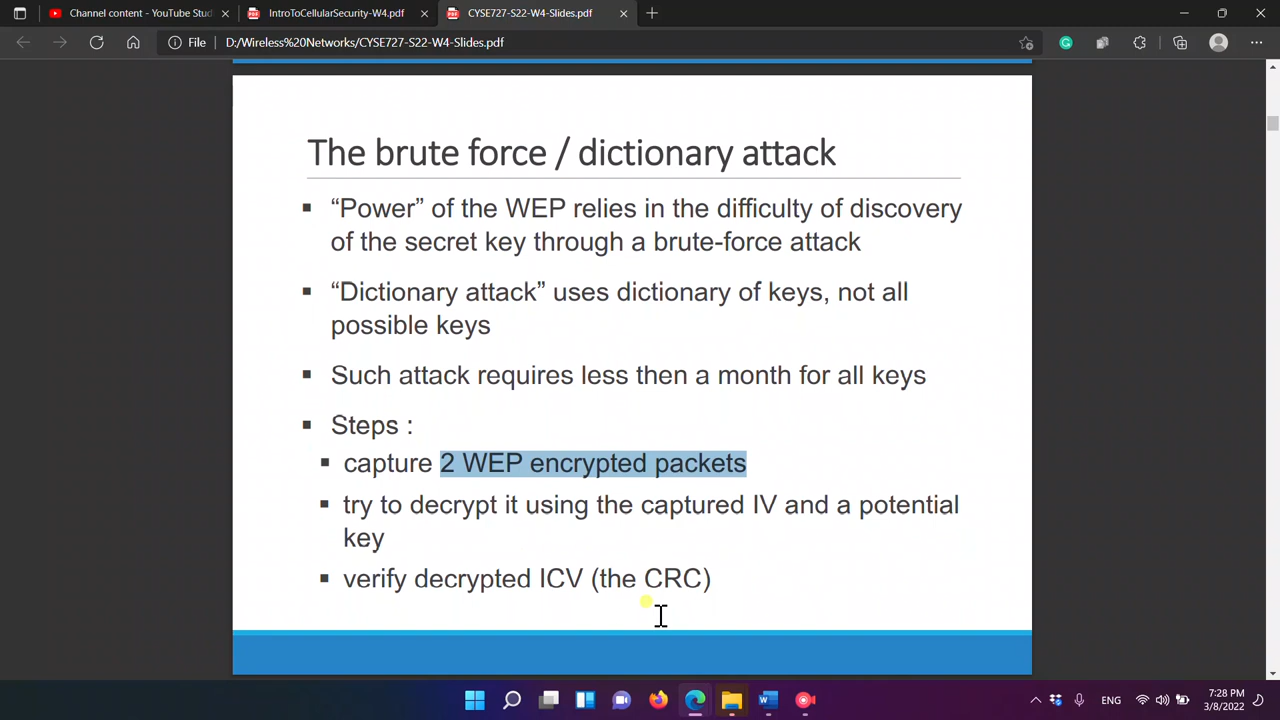 Channel content - YouTube Stud
IntroToCellularSecurity-W4.pdf
CYSE727-S22-W4-Slides.pdf
File
D:/Wireless%20Networks/CYSE727-S22-W4-Slides.pdf
The brute force / dictionary attack
▪ “Power” of the WEP relies in the difficulty of discovery
of the secret key through a brute-force attack
▪ “Dictionary attack” uses dictionary of keys, not all
possible keys
▪ Such attack requires less then a month for all keys
▪ Steps :
▪ capture 2 WEP encrypted packets
▪ try to decrypt it using the captured IV and a potential
key
▪ verify decrypted ICV (the CRC)
ENG
7:28 PM
3/8/2022